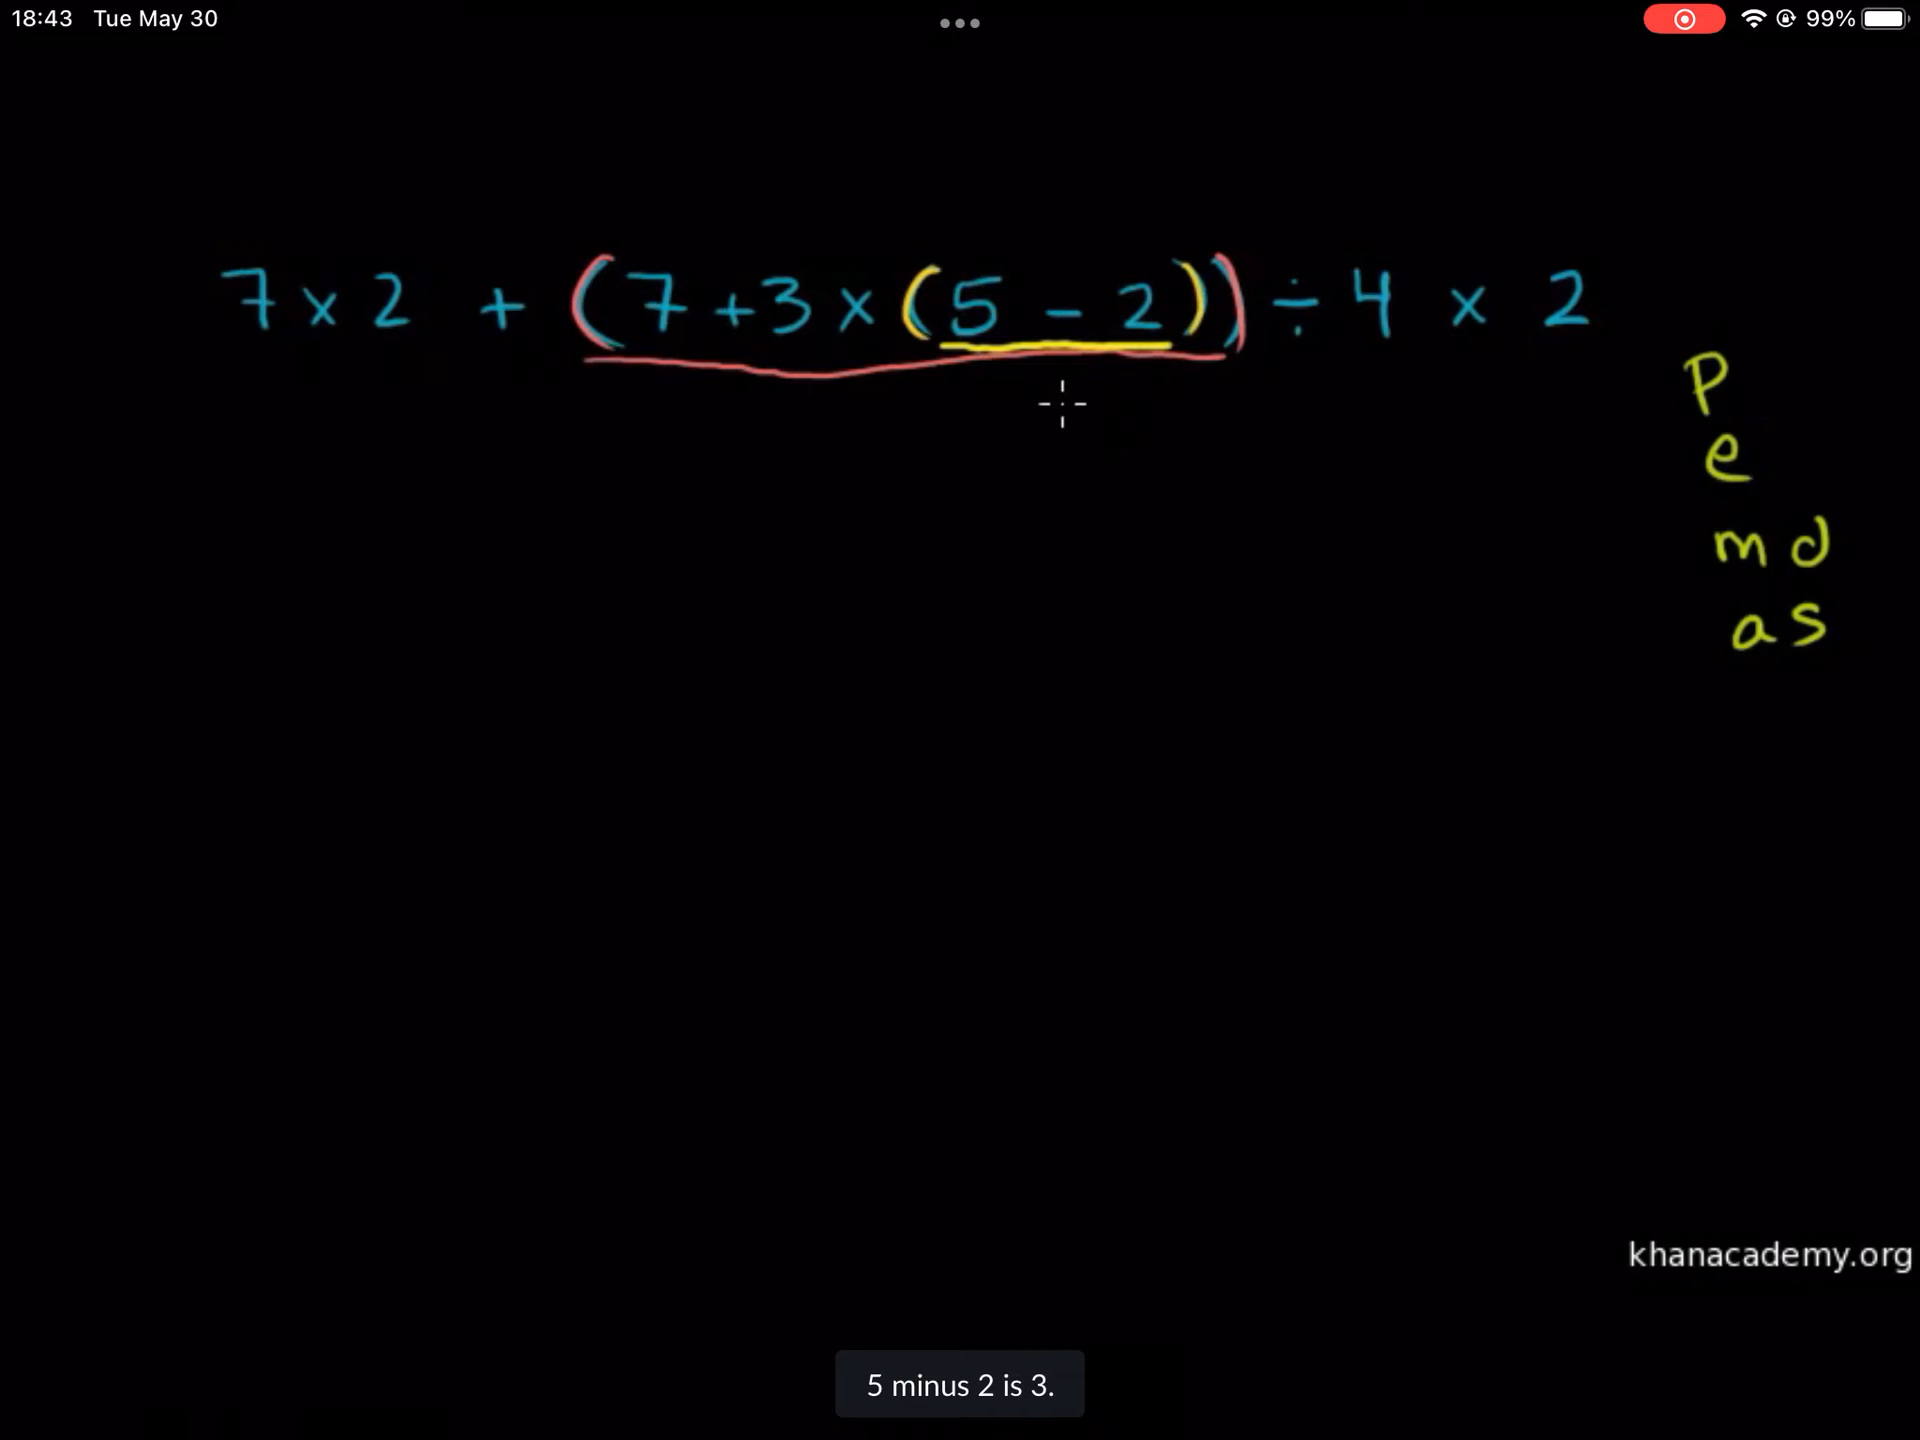 18:43 Tue May 30
99%
7 × 2 + (7 + 3 × (5 − 2)) ÷ 4 × 2
P
e
m d
a s
khanacademy.org
5 minus 2 is 3.